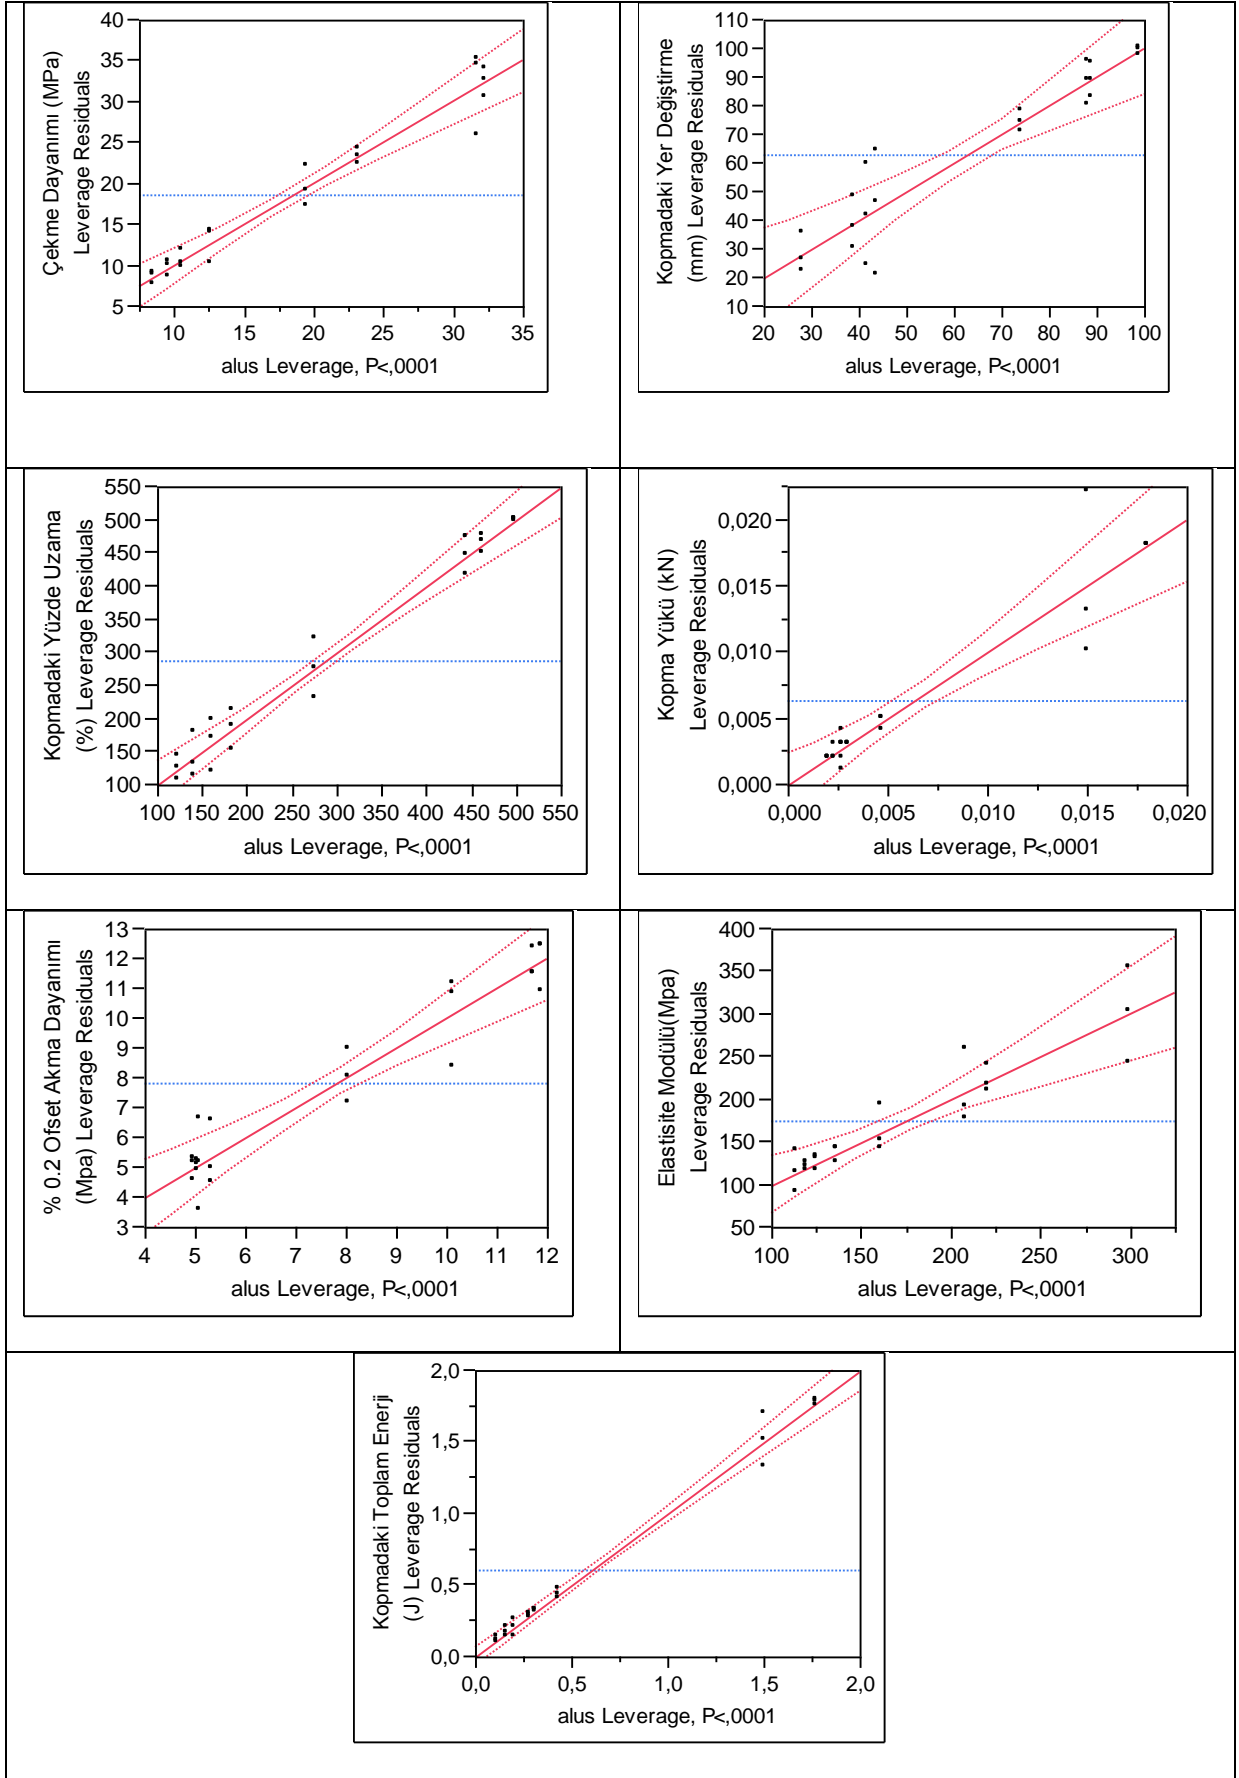 Çekme Dayanımı (MPa)
Leverage Residuals
40
35
30
25
20
15
10
5
10 15 20 25 30 35
alus Leverage, P<,0001
Kopmadaki Yer Değiştirme
(mm) Leverage Residuals
110
100
90
80
70
60
50
40
30
20
10
20 30 40 50 60 70 80 90 100
alus Leverage, P<,0001
Kopmadaki Yüzde Uzama
(%) Leverage Residuals
550
500
450
400
350
300
250
200
150
100
100 150 200 250 300 350 400 450 500 550
alus Leverage, P<,0001
Kopma Yükü (kN)
Leverage Residuals
0,020
0,015
0,010
0,005
0,000
0,000 0,005 0,010 0,015 0,020
alus Leverage, P<,0001
% 0.2 Ofset Akma Dayanımı
(Mpa) Leverage Residuals
13
12
11
10
9
8
7
6
5
4
3
4 5 6 7 8 9 10 11 12
alus Leverage, P<,0001
Elastisite Modülü(Mpa)
Leverage Residuals
400
350
300
250
200
150
100
50
100 150 200 250 300
alus Leverage, P<,0001
Kopmadaki Toplam Enerji
(J) Leverage Residuals
2,0
1,5
1,0
0,5
0,0
0,0 0,5 1,0 1,5 2,0
alus Leverage, P<,0001